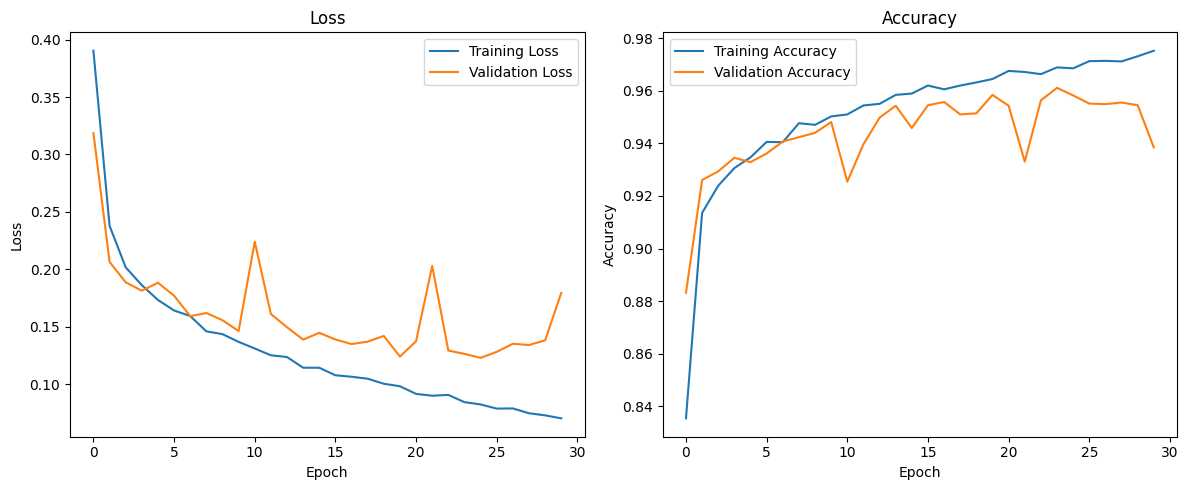 Loss
Training Loss
Validation Loss
0.40
0.35
0.30
0.25
0.20
0.15
0.10
Loss
0 5 10 15 20 25 30
Epoch
Accuracy
Training Accuracy
Validation Accuracy
0.98
0.96
0.94
0.92
0.90
0.88
0.86
0.84
Accuracy
0 5 10 15 20 25 30
Epoch